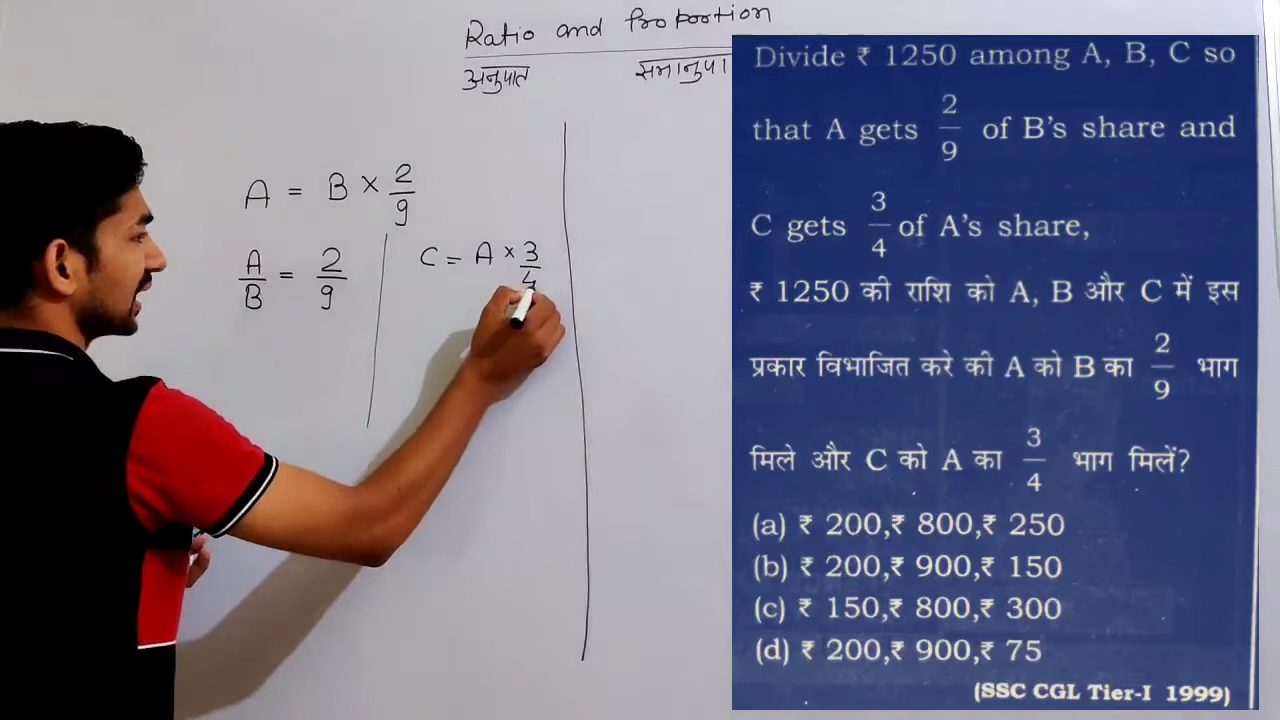 Ratio and Proportion
अनुपात समानुपा
A = B × 2/9
A/B = 2/9
C = A × 3/4
Divide ₹ 1250 among A, B, C so
that A gets 2/9 of B's share and
C gets 3/4 of A's share,
₹ 1250 की राशि को A, B और C में इस
प्रकार विभाजित करे की A को B का 2/9 भाग
मिले और C को A का 3/4 भाग मिलें?
(a) ₹ 200,₹ 800,₹ 250
(b) ₹ 200,₹ 900,₹ 150
(c) ₹ 150,₹ 800,₹ 300
(d) ₹ 200,₹ 900,₹ 75
(SSC CGL Tier-I 1999)